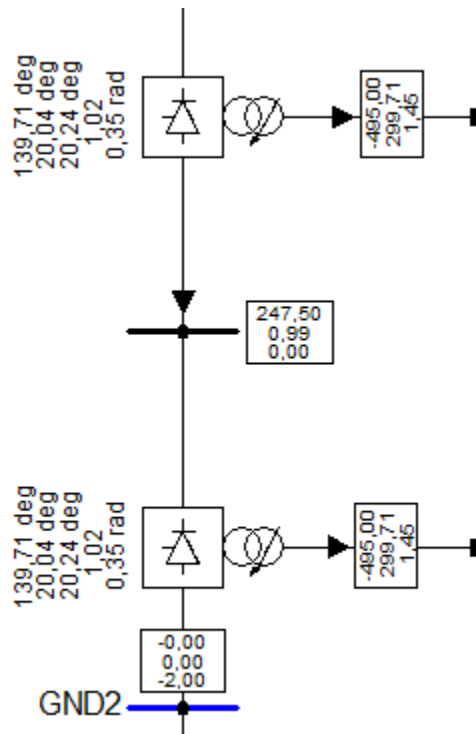 139,71 deg
20,04 deg
20,24 deg
1,02
0,35 rad
-495,00
299,71
1,45
247,50
0,99
0,00
139,71 deg
20,04 deg
20,24 deg
1,02
0,35 rad
-495,00
299,71
1,45
-0,00
0,00
-2,00
GND2